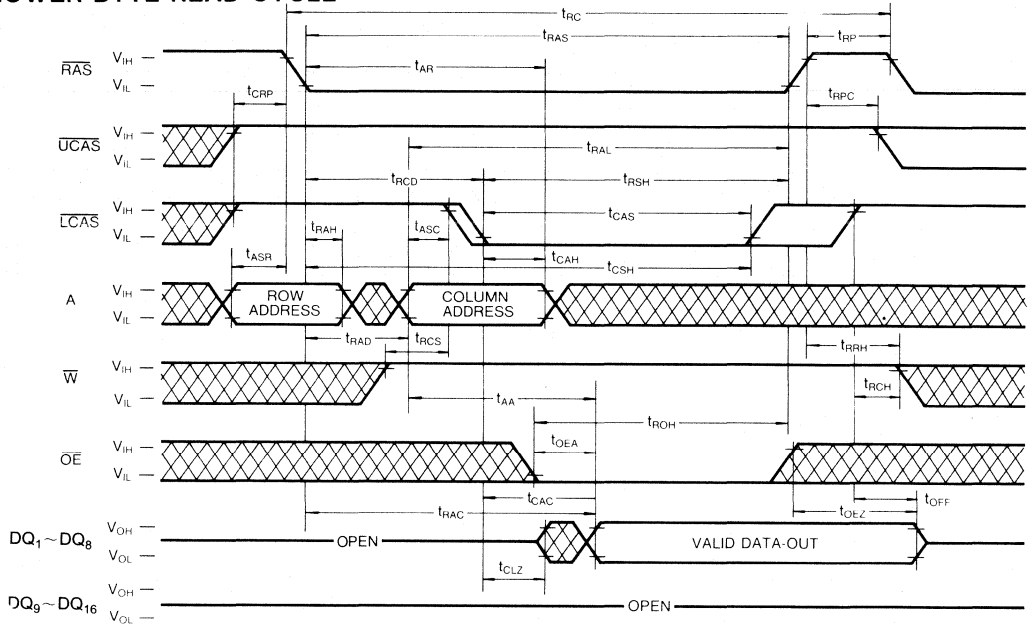 LOWER BYTE READ CYCLE
tRC
tRAS
tRP
tAR
RAS
VIH
VIL
tCRP
tRPC
UCAS
VIH
VIL
tRAL
tRCD
tRSH
LCAS
VIH
VIL
tCAS
tRAH
tASC
tASR
tCAH
tCSH
A
VIH
VIL
ROW
ADDRESS
COLUMN
ADDRESS
tRAD
tRCS
tRRH
W
VIH
VIL
tRCH
tAA
tROH
OE
VIH
VIL
tOEA
tCAC
tOFF
tRAC
tOEZ
DQ1~DQ8
VOH
VOL
OPEN
VALID DATA-OUT
tCLZ
DQ9~DQ16
VOH
VOL
OPEN